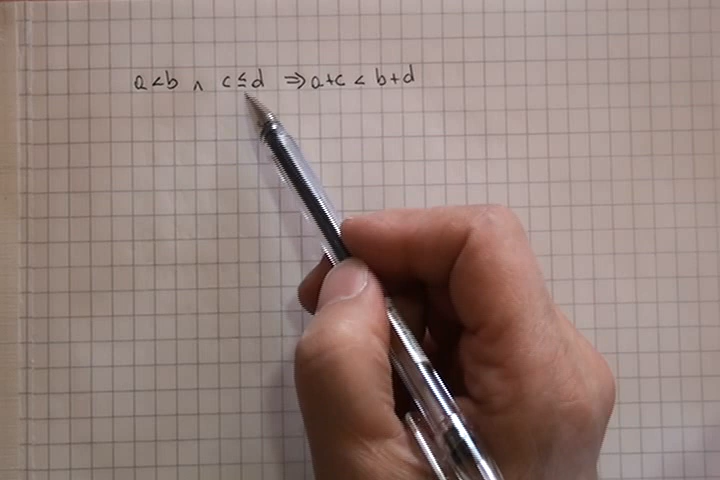 a<b ∧ c≤d ⇒ a+c < b+d